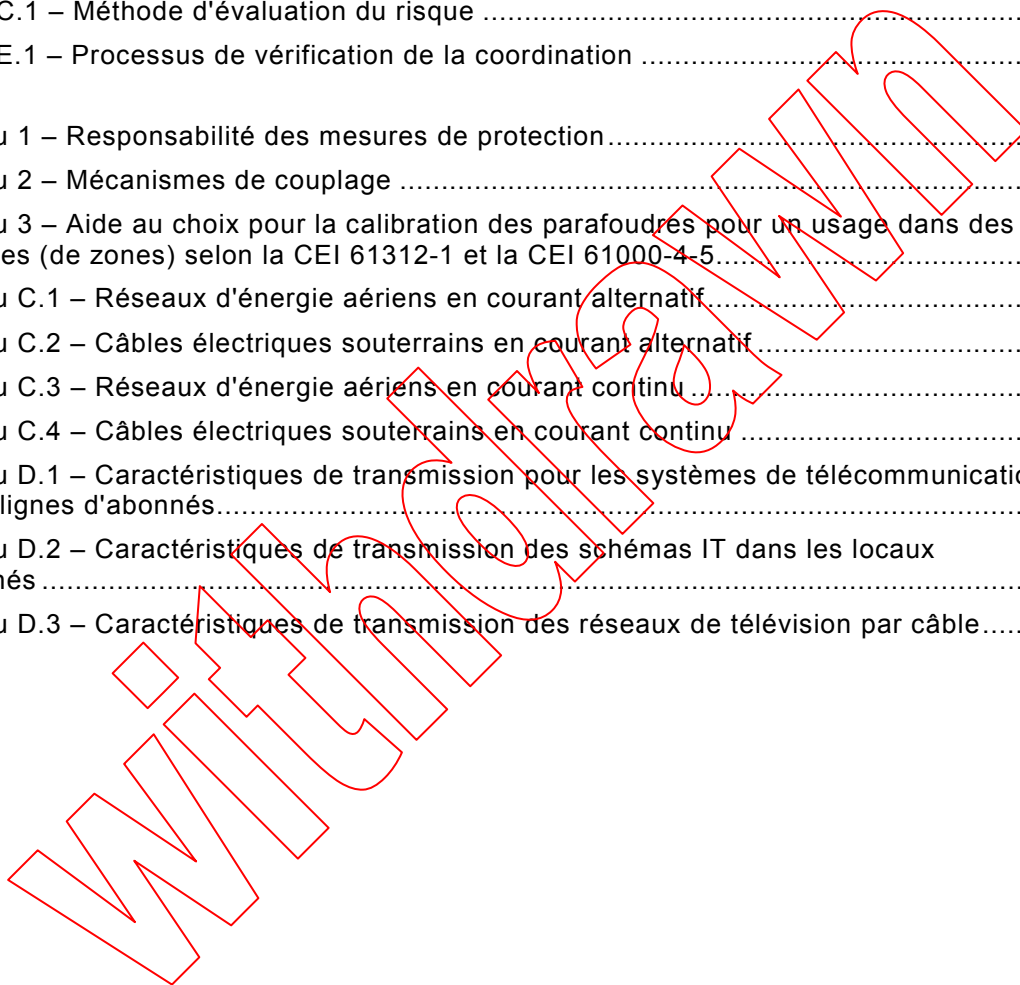 C.1 – Méthode d'évaluation du risque ....................................................................
E.1 – Processus de vérification de la coordination ................................................
u 1 – Responsabilité des mesures de protection....................................................
u 2 – Mécanismes de couplage ..............................................................................
u 3 – Aide au choix pour la calibration des parafoudres pour un usage dans des
es (de zones) selon la CEI 61312-1 et la CEI 61000-4-5......................................
u C.1 – Réseaux d'énergie aériens en courant alternatif........................................
u C.2 – Câbles électriques souterrains en courant alternatif .................................
u C.3 – Réseaux d'énergie aériens en courant continu ..........................................
u C.4 – Câbles électriques souterrains en courant continu ...................................
u D.1 – Caractéristiques de transmission pour les systèmes de télécommunicatio
lignes d'abonnés....................................................................................................
u D.2 – Caractéristiques de transmission des schémas IT dans les locaux
nés .........................................................................................................................
u D.3 – Caractéristiques de transmission des réseaux de télévision par câble.....
withdrawn